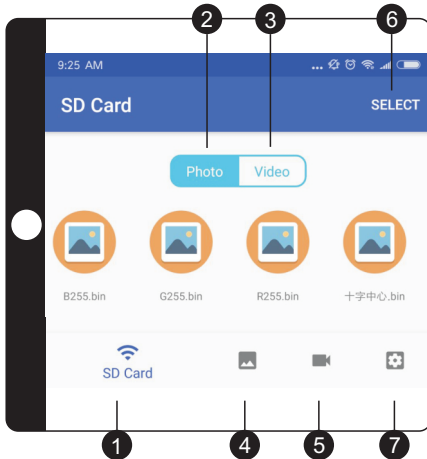 2 3 6
9:25 AM
SD Card SELECT
Photo Video
B255.bin G255.bin R255.bin 十字中心.bin
SD Card
1 4 5 7